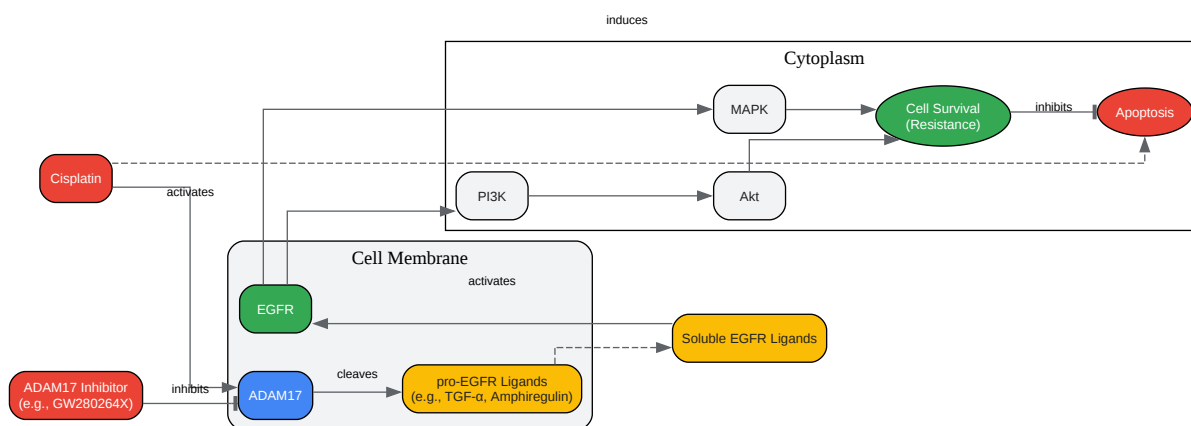 induces
Cytoplasm
MAPK
Cell Survival
(Resistance)
inhibits
Apoptosis
Cisplatin
activates
PI3K
Akt
Cell Membrane
activates
EGFR
Soluble EGFR Ligands
ADAM17 Inhibitor
(e.g., GW280264X)
inhibits
ADAM17
cleaves
pro-EGFR Ligands
(e.g., TGF-α, Amphiregulin)